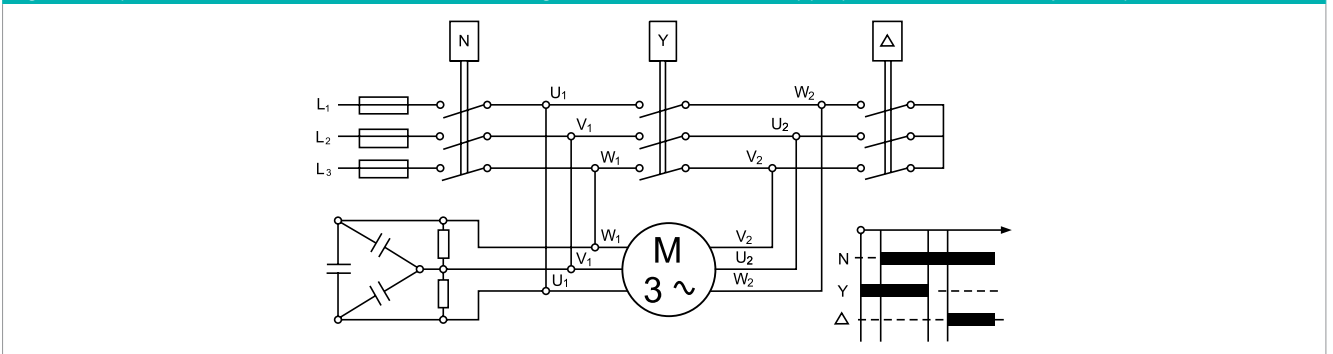 N Y △
L₁ U₁ W₂
L₂ V₁ U₂
L₃ W₁ V₂
W₁ M V₂
V₁ 3 ~ U₂
U₁ W₂
N
Y
△